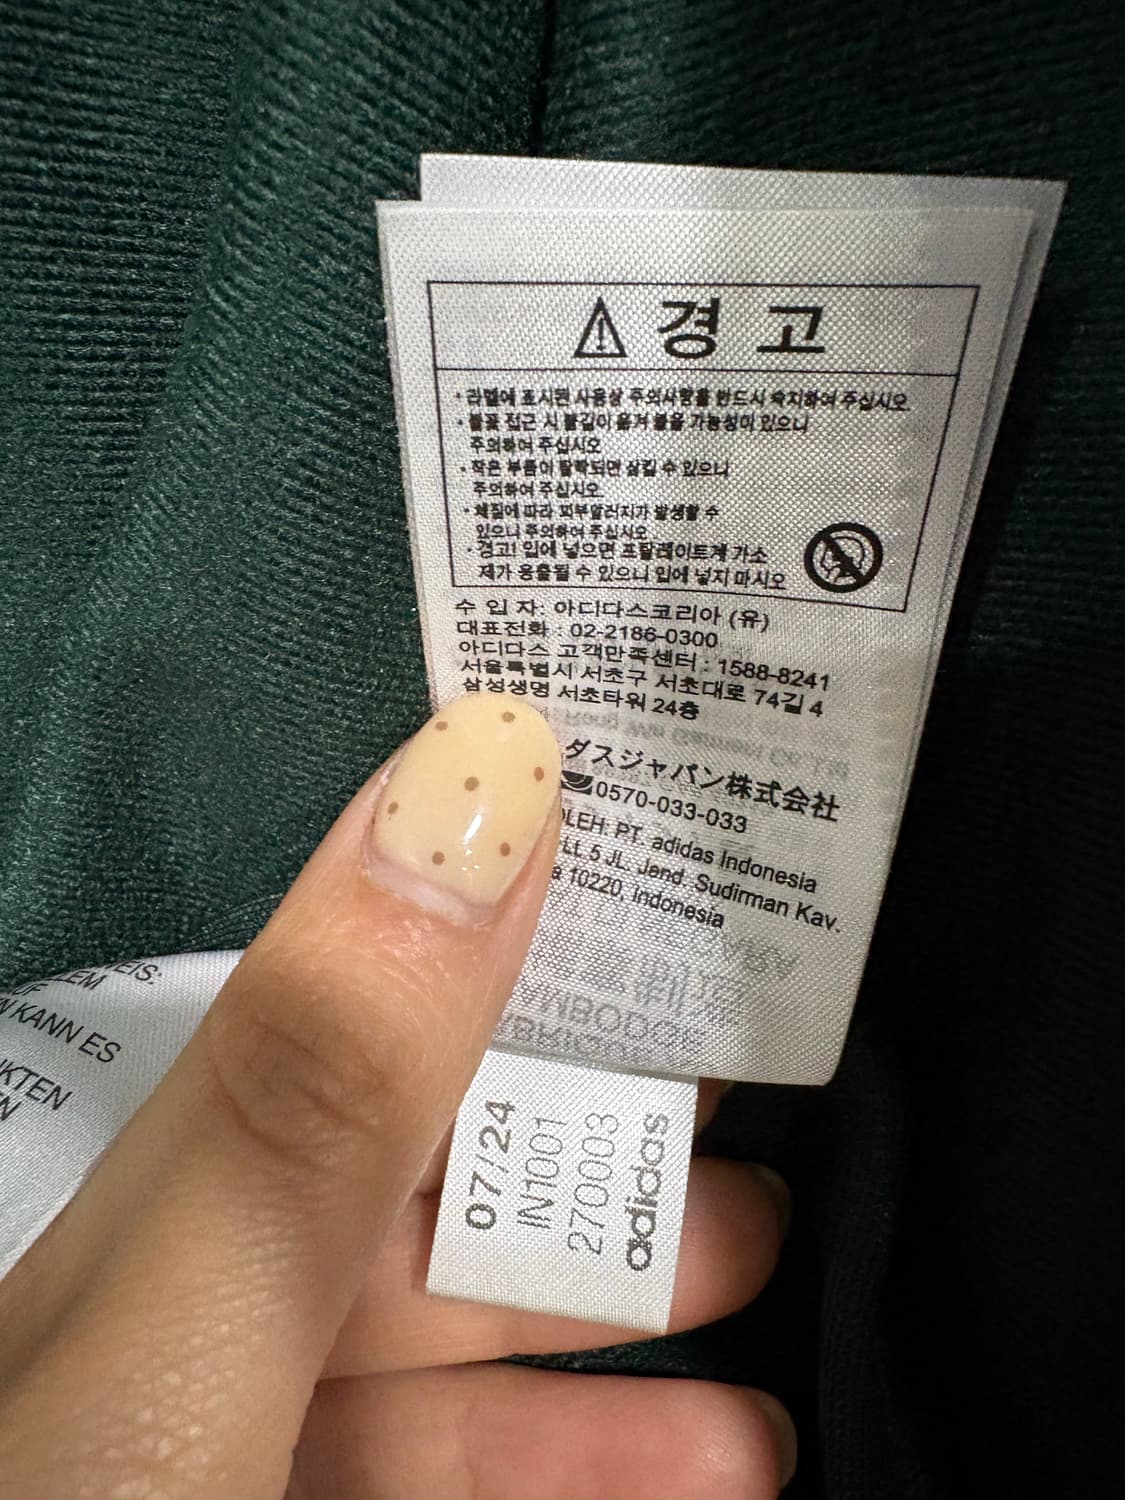 경 고
• 라벨에 표시된 사용상 주의사항을 반드시 숙지하여 주십시오.
• 불꽃 접근 시 불길이 옮겨 붙을 가능성이 있으니
주의하여 주십시오
• 작은 부품이 탈락되면 삼킬 수 있으니
주의하여 주십시오
• 체질에 따라 피부알러지가 발생할 수
있으니 주의하여 주십시오
• 경고! 입에 넣으면 프탈레이트계 가소
제가 용출될 수 있으니 입에 넣지 마시오
수 입 자: 아디다스코리아 (유)
대표전화 : 02-2186-0300
아디다스 고객만족센터 : 1588-8241
서울특별시 서초구 서초대로 74길 4
삼성생명 서초타워 24층
ダスジャパン株式会社
0570-033-033
LEH: PT. adidas Indonesia
LL 5 JL. Jend. Sudirman Kav.
a 10220, Indonesia
EIS:
EM
UF
N KANN ES
KTEN
EN
07/24
IN1001
270003
adidas